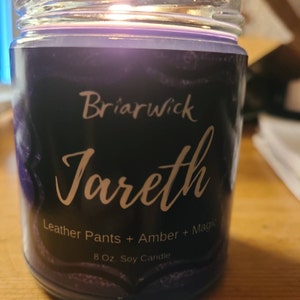 Briarwick
Jareth
Leather Pants + Amber + Magic
8 Oz. Soy Candle